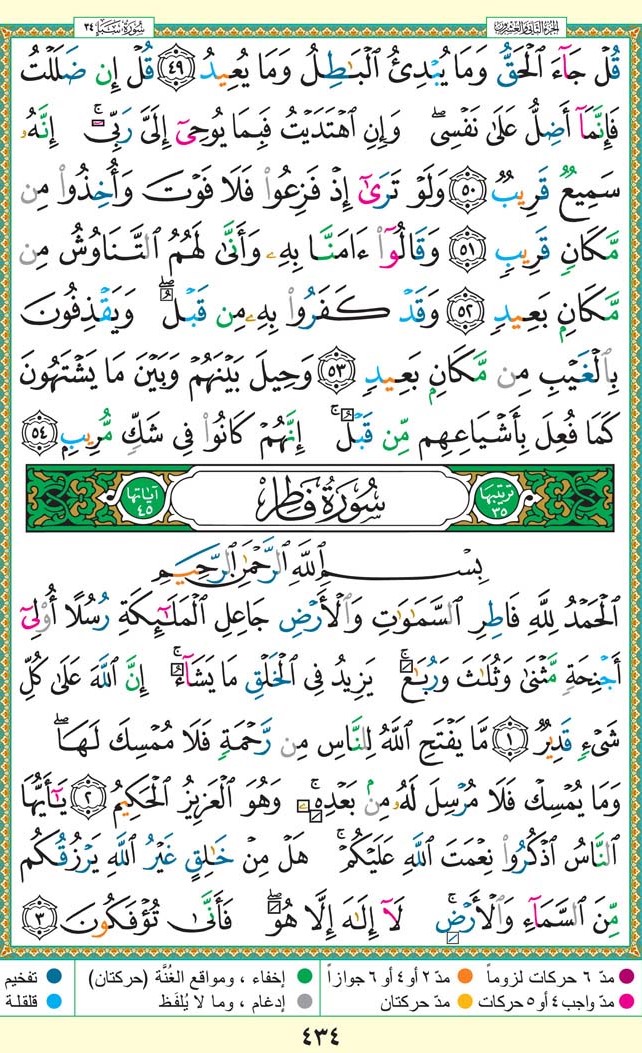 الجزء الثاني والعشرون سورة سبأ ٣٤
قُلْ جَآءَ ٱلْحَقُّ وَمَا يُبْدِئُ ٱلْبَٰطِلُ وَمَا يُعِيدُ ٤٩ قُلْ إِن ضَلَلْتُ
فَإِنَّمَآ أَضِلُّ عَلَىٰ نَفْسِىۖ وَإِنِ ٱهْتَدَيْتُ فَبِمَا يُوحِىٓ إِلَىَّ رَبِّىٓۚ إِنَّهُۥ
سَمِيعٌ قَرِيبٌ ٥٠ وَلَوْ تَرَىٰٓ إِذْ فَزِعُوا۟ فَلَا فَوْتَ وَأُخِذُوا۟ مِن
مَّكَانٍ قَرِيبٍ ٥١ وَقَالُوٓا۟ ءَامَنَّا بِهِۦ وَأَنَّىٰ لَهُمُ ٱلتَّنَاوُشُ مِن
مَّكَانٍۭ بَعِيدٍ ٥٢ وَقَدْ كَفَرُوا۟ بِهِۦ مِن قَبْلُۖ وَيَقْذِفُونَ
بِٱلْغَيْبِ مِن مَّكَانٍۭ بَعِيدٍ ٥٣ وَحِيلَ بَيْنَهُمْ وَبَيْنَ مَا يَشْتَهُونَ
كَمَا فُعِلَ بِأَشْيَاعِهِم مِّن قَبْلُۚ إِنَّهُمْ كَانُوا۟ فِى شَكٍّ مُّرِيبٍۭ ٥٤
ترتيبها ٣٥ سورة فاطر آياتها ٤٥
بِسْمِ ٱللَّهِ ٱلرَّحْمَٰنِ ٱلرَّحِيمِ
ٱلْحَمْدُ لِلَّهِ فَاطِرِ ٱلسَّمَٰوَٰتِ وَٱلْأَرْضِ جَاعِلِ ٱلْمَلَٰٓئِكَةِ رُسُلًا أُو۟لِىٓ
أَجْنِحَةٍ مَّثْنَىٰ وَثُلَٰثَ وَرُبَٰعَۚ يَزِيدُ فِى ٱلْخَلْقِ مَا يَشَآءُۚ إِنَّ ٱللَّهَ عَلَىٰ كُلِّ
شَىْءٍ قَدِيرٌ ١ مَّا يَفْتَحِ ٱللَّهُ لِلنَّاسِ مِن رَّحْمَةٍ فَلَا مُمْسِكَ لَهَاۖ
وَمَا يُمْسِكْ فَلَا مُرْسِلَ لَهُۥ مِنۢ بَعْدِهِۦۚ وَهُوَ ٱلْعَزِيزُ ٱلْحَكِيمُ ٢ يَٰٓأَيُّهَا
ٱلنَّاسُ ٱذْكُرُوا۟ نِعْمَتَ ٱللَّهِ عَلَيْكُمْۚ هَلْ مِنْ خَٰلِقٍ غَيْرُ ٱللَّهِ يَرْزُقُكُم
مِّنَ ٱلسَّمَآءِ وَٱلْأَرْضِۚ لَآ إِلَٰهَ إِلَّا هُوَۖ فَأَنَّىٰ تُؤْفَكُونَ ٣
مدّ ٦ حركات لزوماً مدّ ٢ أو ٤ أو ٦ جوازاً إخفاء ، ومواقع الغُنَّة (حركتان) تفخيم
مدّ واجب ٤ أو ٥ حركات مدّ حركتان إدغام ، وما لا يُلفَظ قلقلة
٤٣٤